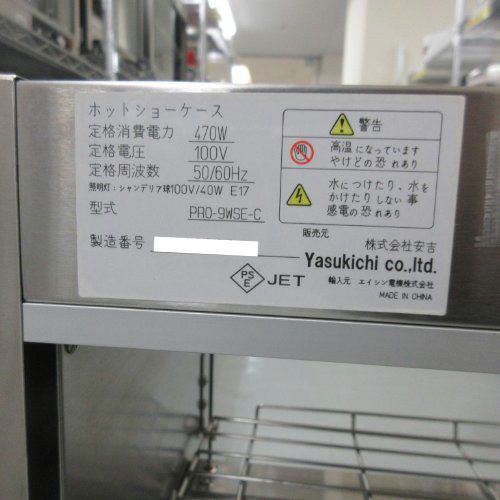 ホットショーケース
定格消費電力 470W
定格電圧 100V
定格周波数 50/60Hz
照明灯：シャンデリア球100V/40W E17
型式 PRO-9WSE-C
製造番号
PS
E
JET
警告
高温になっています
やけどの恐れあり
水につけたり、水を
かけたりしない事
感電の恐れあり
販売元
株式会社安吉
Yasukichi co.,ltd.
輸入元 エイシン電機株式会社
MADE IN CHINA